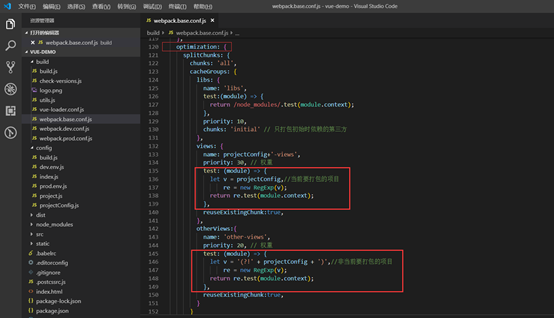 文件(F) 编辑(E) 选择(S) 查看(V) 转到(G) 调试(D) 终端(T) 帮助(H)
webpack.base.conf.js - vue-demo - Visual Studio Code
资源管理器
打开的编辑器
webpack.base.conf.js build
VUE-DEMO
build
build.js
check-versions.js
logo.png
utils.js
vue-loader.conf.js
webpack.base.conf.js
webpack.dev.conf.js
webpack.prod.conf.js
config
build.js
dev.env.js
index.js
prod.env.js
project.js
projectConfig.js
dist
node_modules
src
static
.babelrc
.editorconfig
.gitignore
.postcssrc.js
index.html
package-lock.json
package.json
webpack.base.conf.js
build > webpack.base.conf.js > ...
119 },
120 optimization: {
121 splitChunks: {
122 chunks: 'all',
123 cacheGroups: {
124 libs: {
125 name: 'libs',
126 test:(module) => {
127 return /node_modules/.test(module.context);
128 },
129 priority: 10,
130 chunks: 'initial' // 只打包初始时依赖的第三方
131 },
132 views: {
133 name: projectConfig+'-views',
134 priority: 30, // 权重
135 test: (module) => {
136 let v = projectConfig,//当前要打包的项目
137 re = new RegExp(v);
138 return re.test(module.context);
139 },
140 reuseExistingChunk:true,
141 },
142 otherViews:{
143 name: 'other-views',
144 priority: 20, // 权重
145 test: (module) => {
146 let v = '(?!' + projectConfig + ')',//非当前要打包的项目
147 re = new RegExp(v);
148 return re.test(module.context);
149 },
150 reuseExistingChunk:true,
151 }
152 }